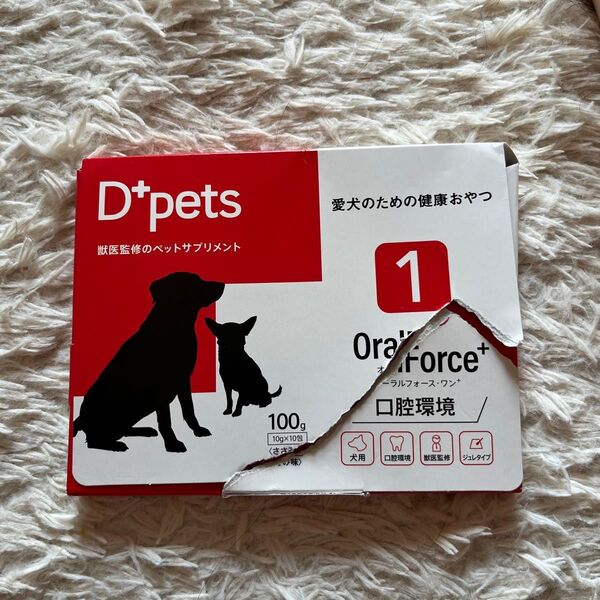 D+pets
獣医監修のペットサプリメント
愛犬のための健康おやつ
1
Oral Force+
ーラルフォース・ワン+
口腔環境
100g
10g×10包
犬用
口腔環境
獣医監修
ジュレタイプ